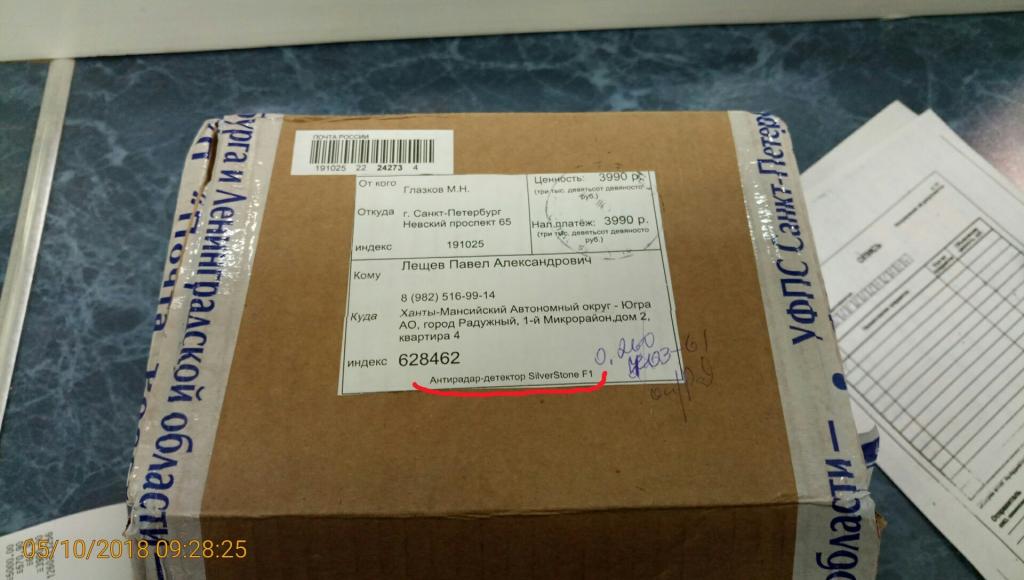 ПОЧТА РОССИИ
191025 22 24273 4
От кого Глазков М.Н.
Откуда г. Санкт-Петербург
Невский проспект 65
индекс 191025
Ценность: 3990 р.
(три тыс. девятьсот девяносто
руб.)
Нал.платёж: 3990 р.
(три тыс. девятьсот девяносто
руб.)
Кому Лещев Павел Александрович
8 (982) 516-99-14
Куда Ханты-Мансийский Автономный округ - Югра
АО, город Радужный, 1-й Микрорайон,дом 2,
квартира 4
индекс 628462
Антирадар-детектор SilverStone F1
0,260
бурга и Ленинградской области
УФПС Санкт-Петер
области —
05/10/2018 09:28:25